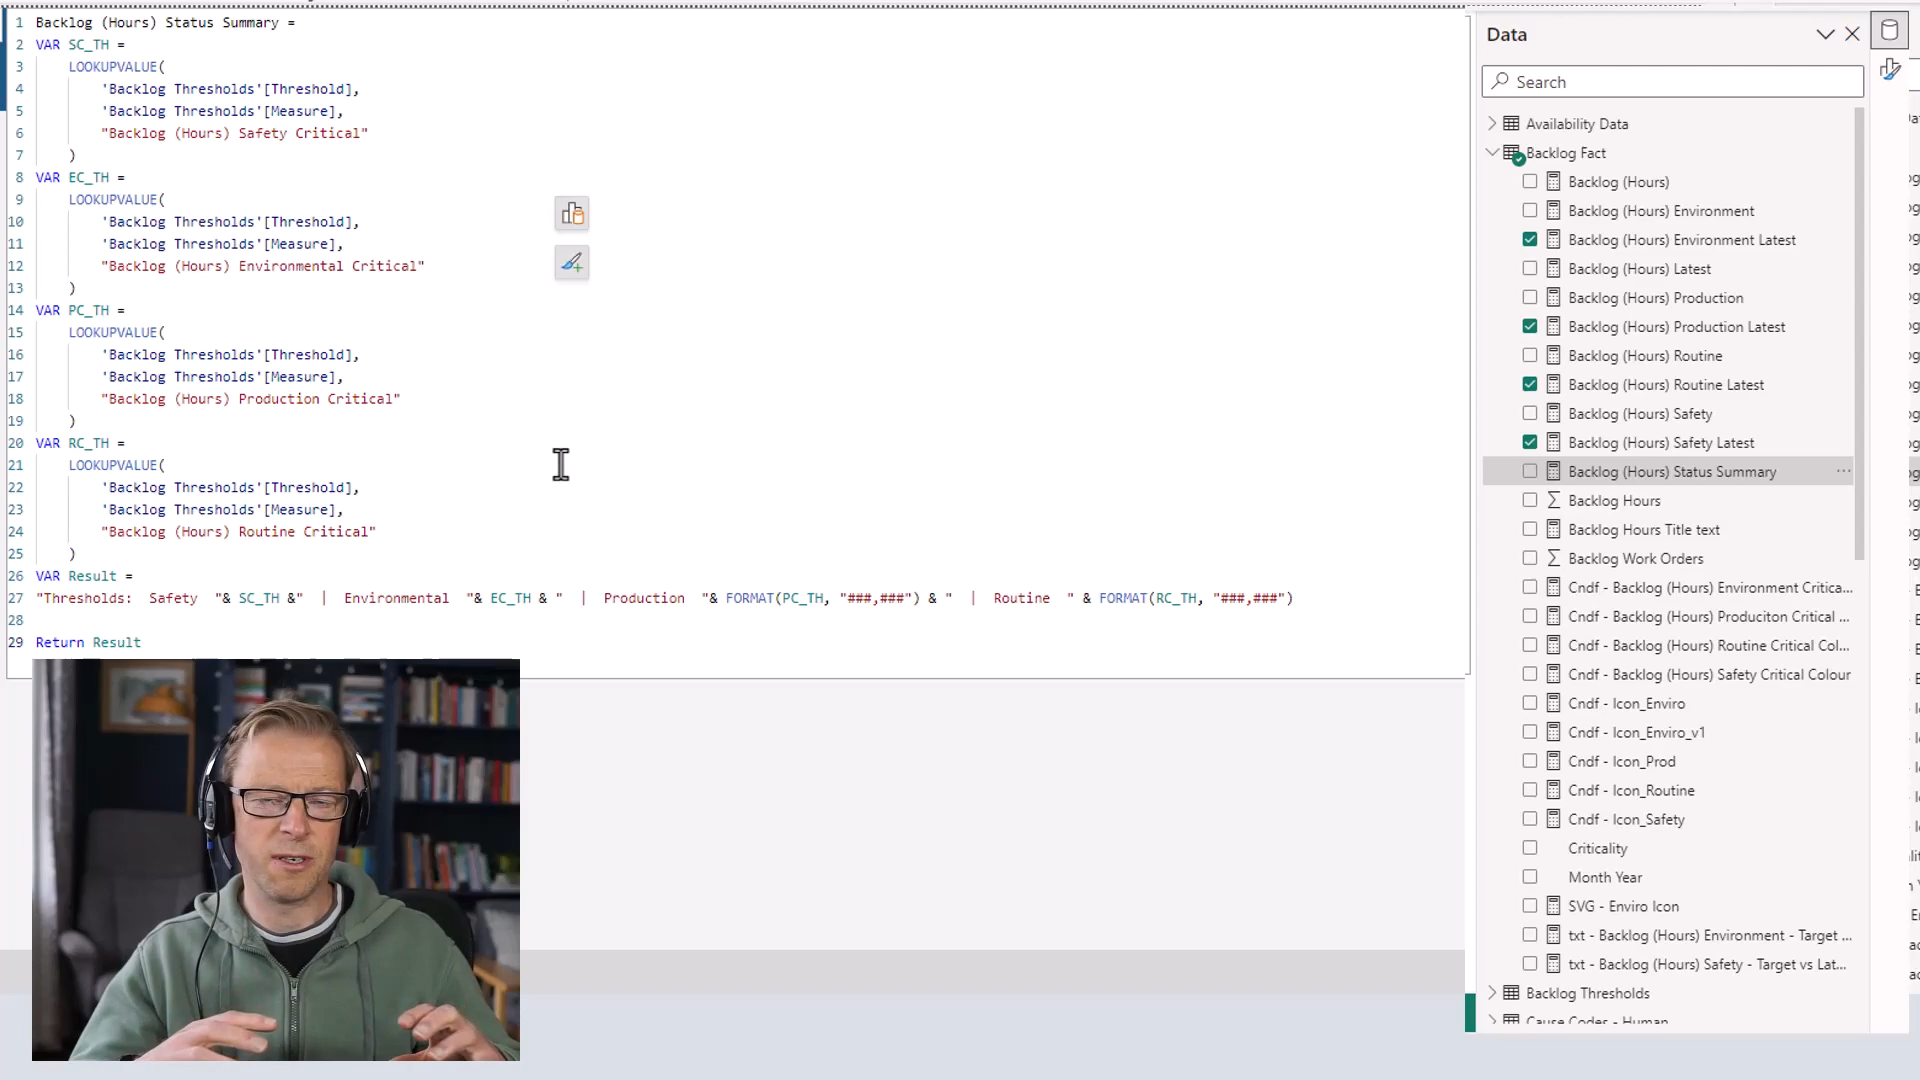 1 Backlog (Hours) Status Summary =
2 VAR SC_TH =
3 LOOKUPVALUE(
4 'Backlog Thresholds'[Threshold],
5 'Backlog Thresholds'[Measure],
6 "Backlog (Hours) Safety Critical"
7 )
8 VAR EC_TH =
9 LOOKUPVALUE(
10 'Backlog Thresholds'[Threshold],
11 'Backlog Thresholds'[Measure],
12 "Backlog (Hours) Environmental Critical"
13 )
14 VAR PC_TH =
15 LOOKUPVALUE(
16 'Backlog Thresholds'[Threshold],
17 'Backlog Thresholds'[Measure],
18 "Backlog (Hours) Production Critical"
19 )
20 VAR RC_TH =
21 LOOKUPVALUE(
22 'Backlog Thresholds'[Threshold],
23 'Backlog Thresholds'[Measure],
24 "Backlog (Hours) Routine Critical"
25 )
26 VAR Result =
27 "Thresholds:  Safety  "& SC_TH &"  |  Environmental  "& EC_TH & "  |  Production  "& FORMAT(PC_TH, "###,###") & "  |  Routine  " & FORMAT(RC_TH, "###,###")
28
29 Return Result
Data
Search
Availability Data
Backlog Fact
Backlog (Hours)
Backlog (Hours) Environment
Backlog (Hours) Environment Latest
Backlog (Hours) Latest
Backlog (Hours) Production
Backlog (Hours) Production Latest
Backlog (Hours) Routine
Backlog (Hours) Routine Latest
Backlog (Hours) Safety
Backlog (Hours) Safety Latest
Backlog (Hours) Status Summary ...
Backlog Hours
Backlog Hours Title text
Backlog Work Orders
Cndf - Backlog (Hours) Environment Critica...
Cndf - Backlog (Hours) Produciton Critical ...
Cndf - Backlog (Hours) Routine Critical Col...
Cndf - Backlog (Hours) Safety Critical Colour
Cndf - Icon_Enviro
Cndf - Icon_Enviro_v1
Cndf - Icon_Prod
Cndf - Icon_Routine
Cndf - Icon_Safety
Criticality
Month Year
SVG - Enviro Icon
txt - Backlog (Hours) Environment - Target ...
txt - Backlog (Hours) Safety - Target vs Lat...
Backlog Thresholds
Cause Codes - Human